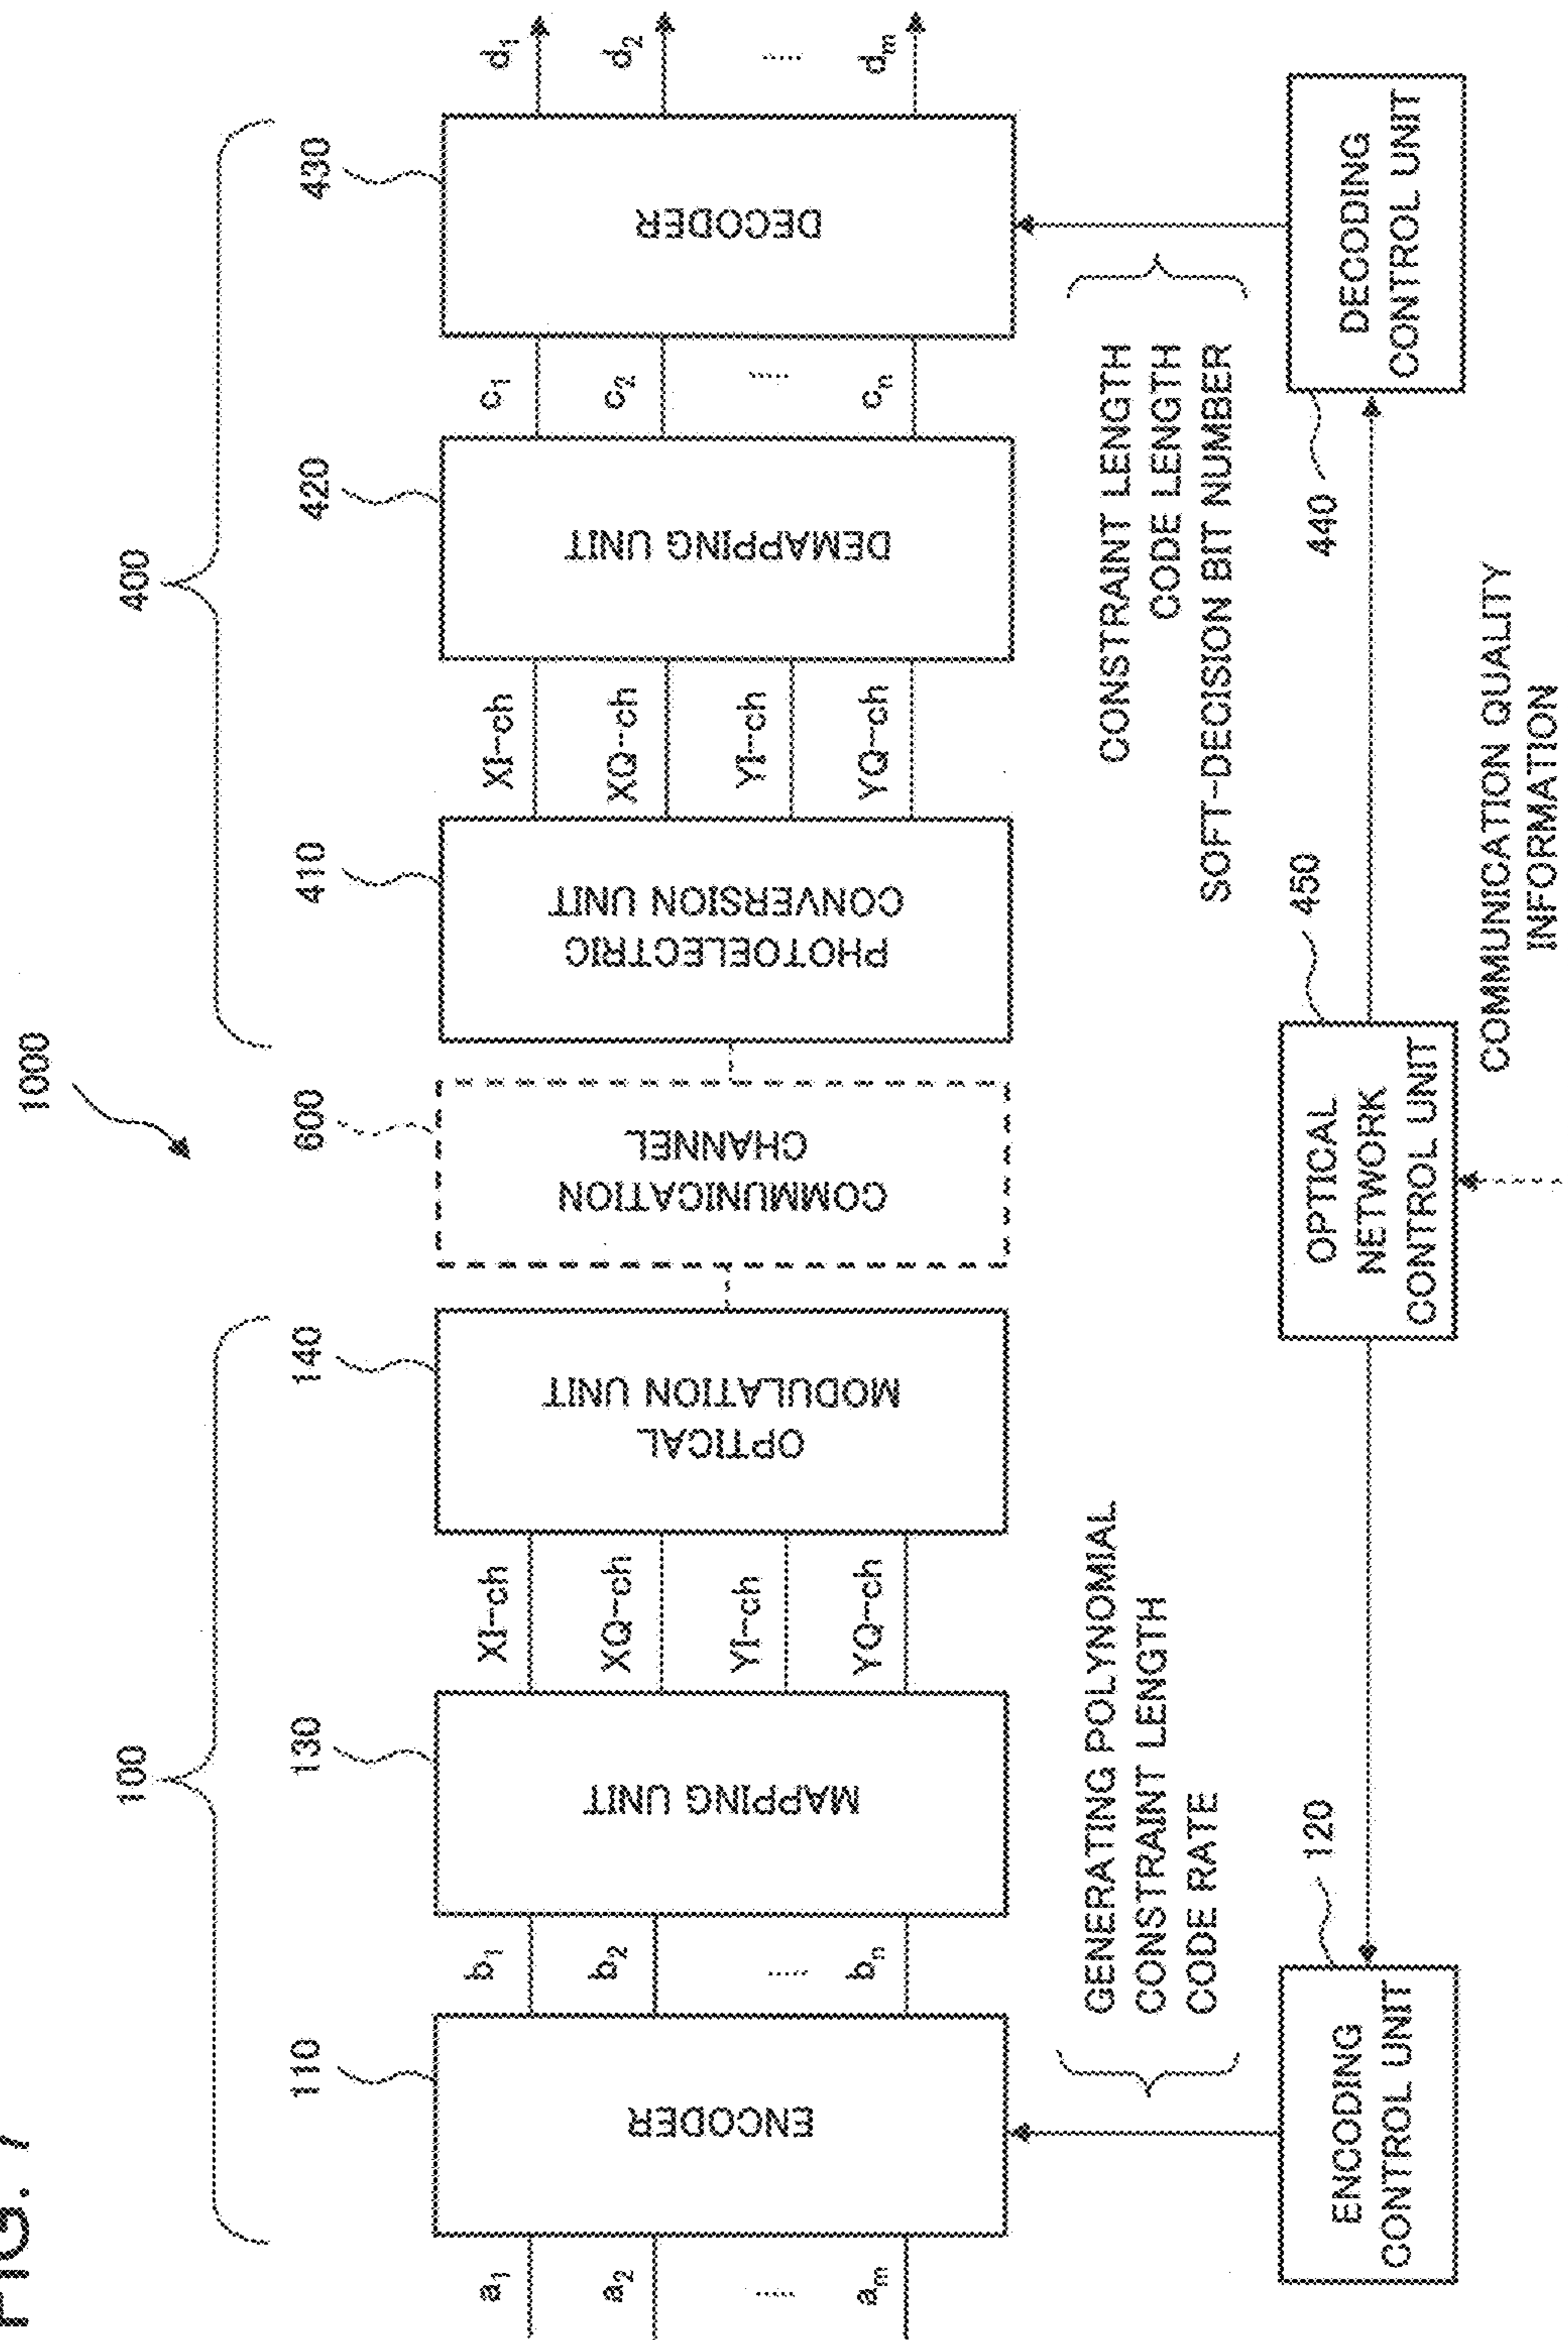 FIG. 7
1000
100
400
110
130
140
600
410
420
430
a1
a2
.....
am
ENCODER
b1
b2
.....
bn
MAPPING UNIT
XI-ch
XQ-ch
YI-ch
YQ-ch
OPTICAL
MODULATION UNIT
COMMUNICATION
CHANNEL
PHOTOELECTRIC
CONVERSION UNIT
XI-ch
XQ-ch
YI-ch
YQ-ch
DEMAPPING UNIT
c1
c2
.....
cn
DECODER
d1
d2
.....
dm
GENERATING POLYNOMIAL
CONSTRAINT LENGTH
CODE RATE
CONSTRAINT LENGTH
CODE LENGTH
SOFT-DECISION BIT NUMBER
120
450
440
ENCODING
CONTROL UNIT
OPTICAL
NETWORK
CONTROL UNIT
DECODING
CONTROL UNIT
COMMUNICATION QUALITY
INFORMATION